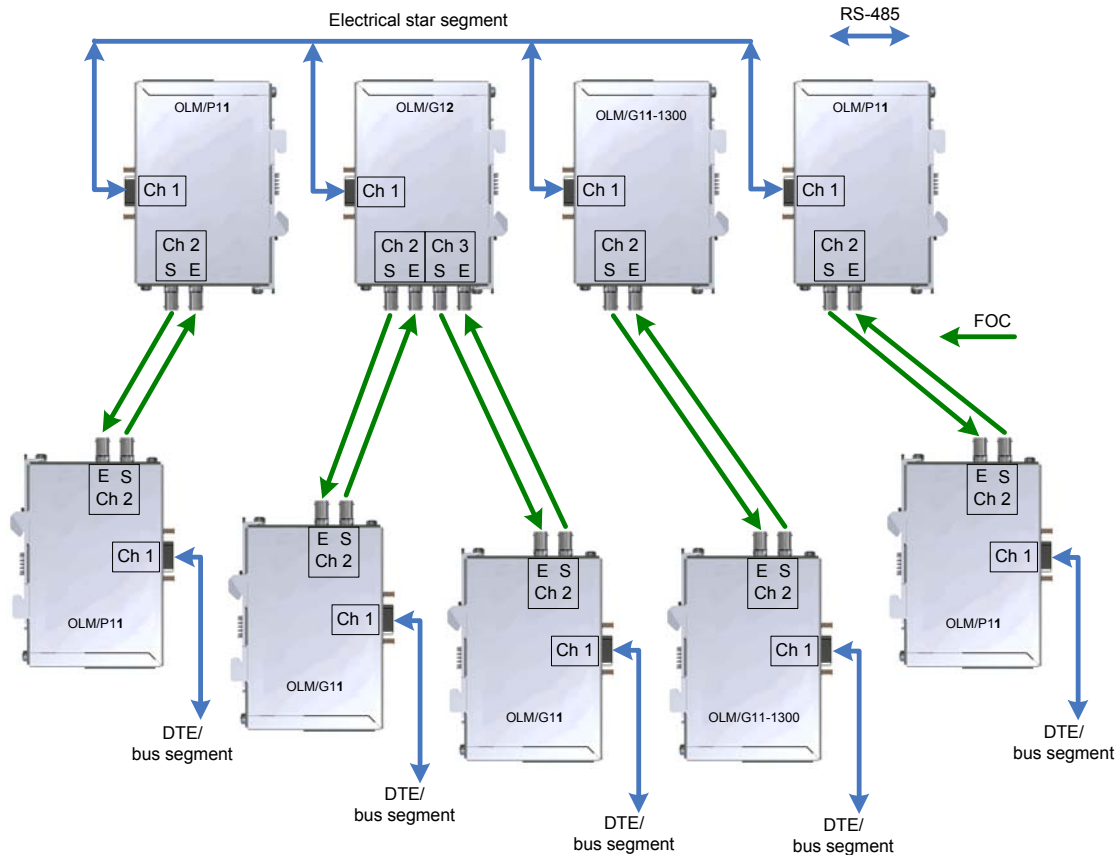 Electrical star segment
RS-485
OLM/P11
OLM/G12
OLM/G11-1300
OLM/P11
Ch 1
Ch 1
Ch 1
Ch 1
Ch 2
S E
Ch 2 Ch 3
S E S E
Ch 2
S E
Ch 2
S E
FOC
E S
Ch 2
Ch 1
OLM/P11
E S
Ch 2
Ch 1
OLM/G11
E S
Ch 2
Ch 1
OLM/G11
E S
Ch 2
Ch 1
OLM/G11-1300
E S
Ch 2
Ch 1
OLM/P11
DTE/
bus segment
DTE/
bus segment
DTE/
bus segment
DTE/
bus segment
DTE/
bus segment